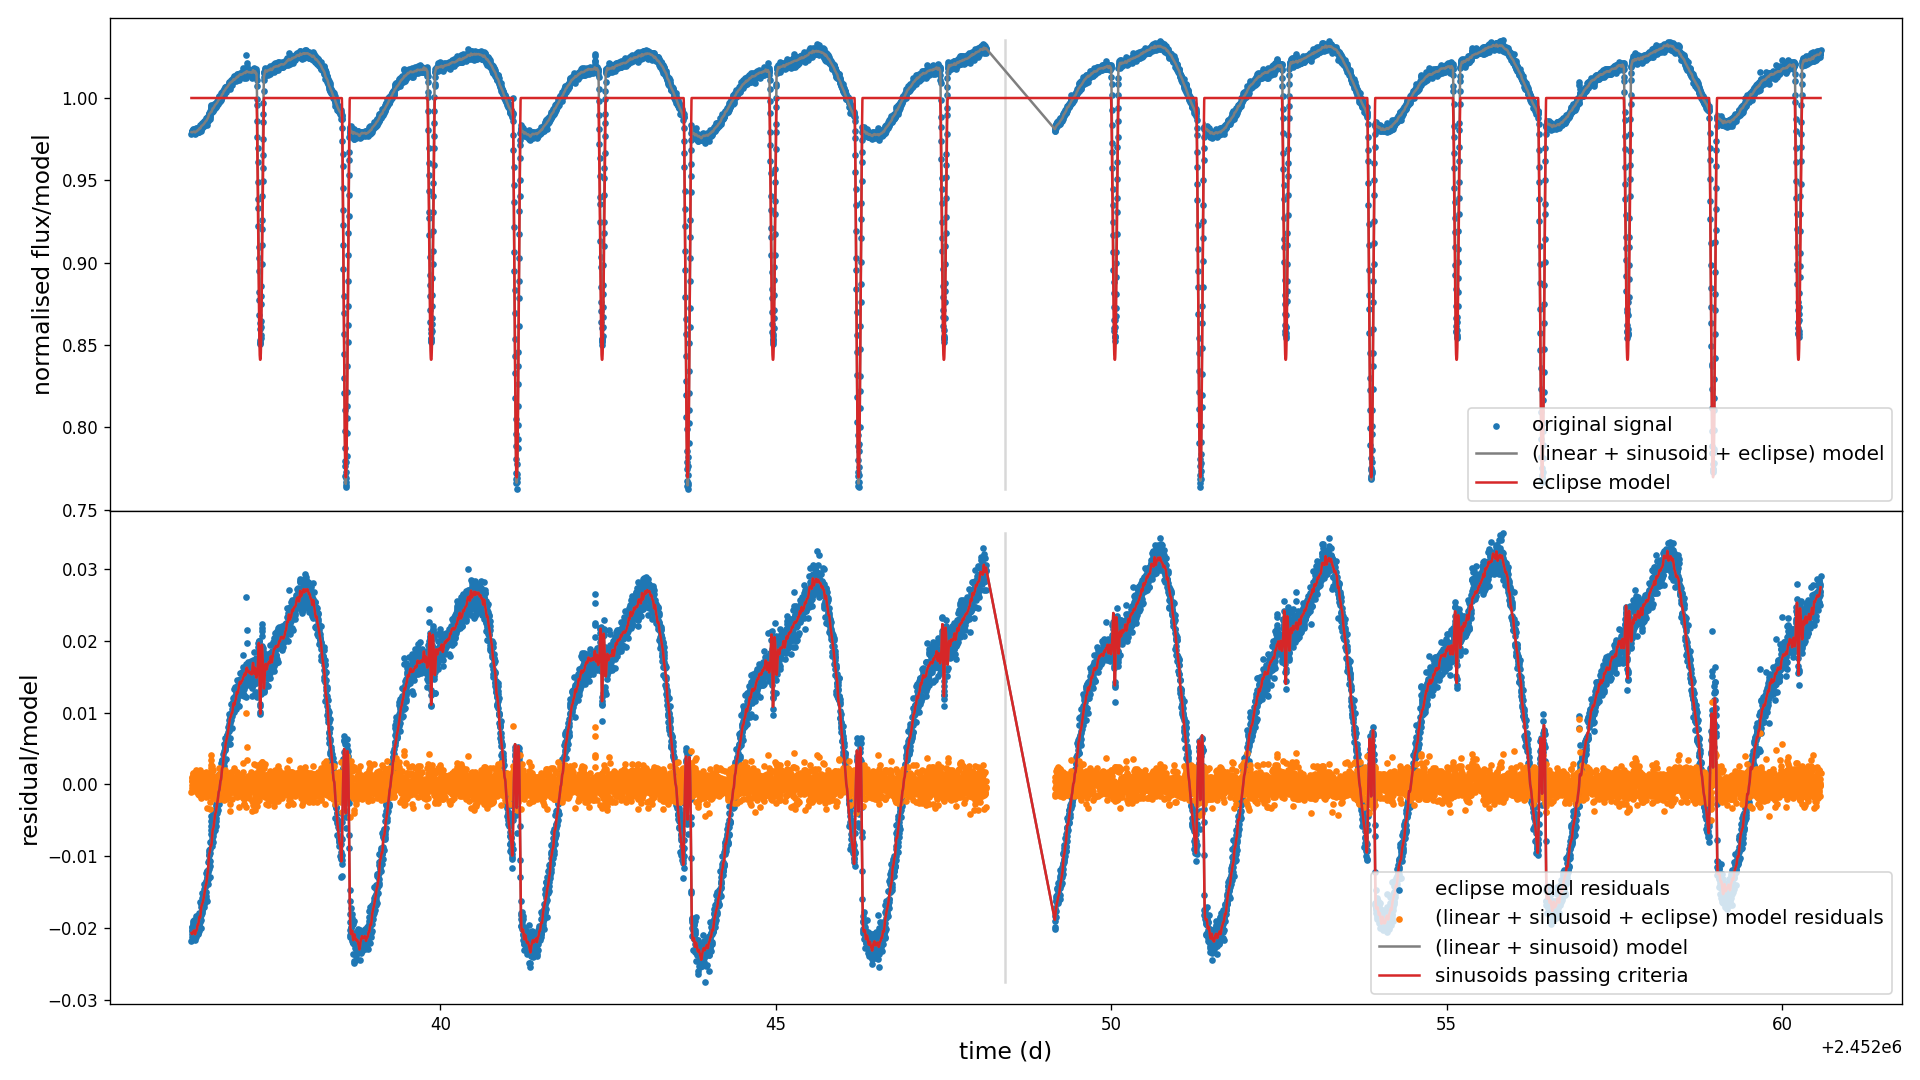 normalised flux/model
1.00
0.95
0.90
0.85
0.80
0.75
original signal
(linear + sinusoid + eclipse) model
eclipse model
residual/model
0.03
0.02
0.01
0.00
−0.01
−0.02
−0.03
eclipse model residuals
(linear + sinusoid + eclipse) model residuals
(linear + sinusoid) model
sinusoids passing criteria
40 45 50 55 60
+2.452e6
time (d)